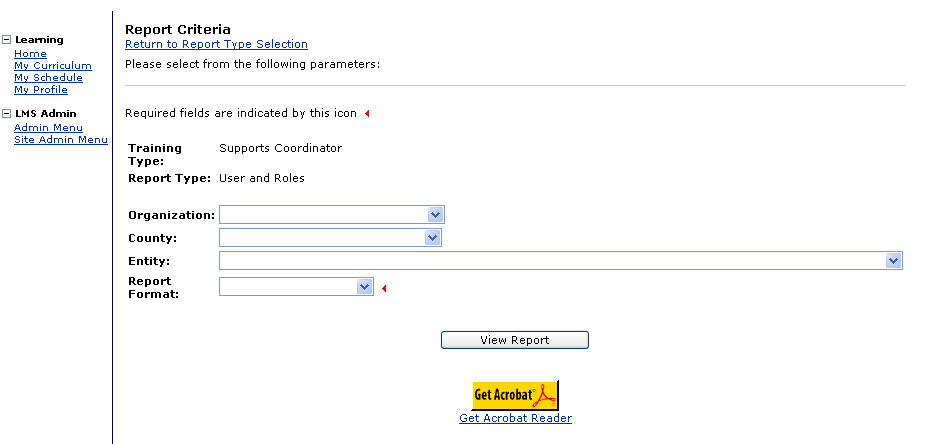 Learning
Home
My Curriculum
My Schedule
My Profile
LMS Admin
Admin Menu
Site Admin Menu
Report Criteria
Return to Report Type Selection
Please select from the following parameters:
Required fields are indicated by this icon
Training Type: Supports Coordinator
Report Type: User and Roles
Organization:
County:
Entity:
Report Format:
View Report
Get Acrobat
Get Acrobat Reader